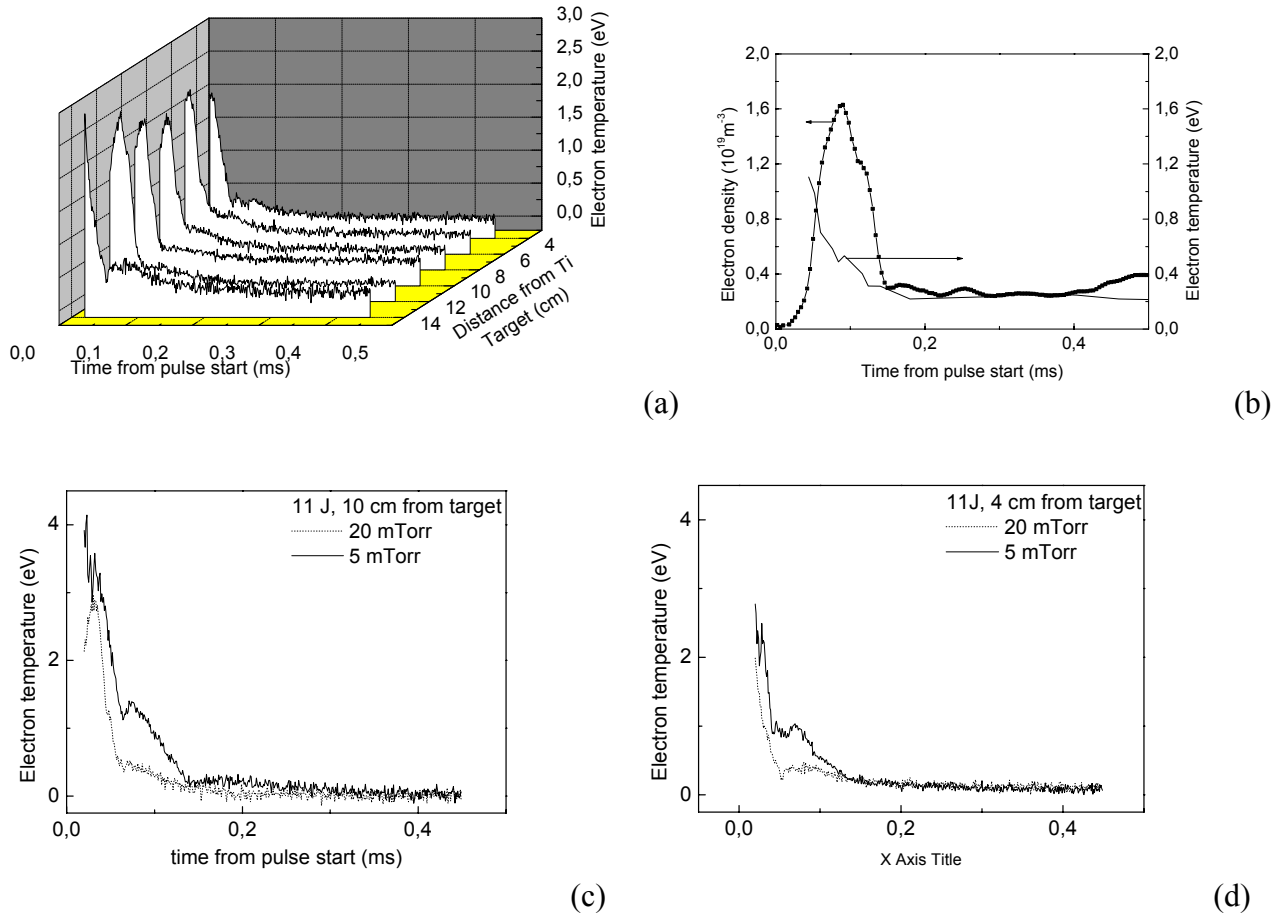 3,0
2,5
2,0
1,5
1,0
0,5
0,0
Electron temperature (eV)
4
6
8
10
12
14
Distance from Ti
Target (cm)
0,0 0,1 0,2 0,3 0,4 0,5
Time from pulse start (ms)
(a)
2,0
1,6
1,2
0,8
0,4
0,0
Electron density (10^19 m^-3)
2,0
1,6
1,2
0,8
0,4
0,0
Electron temperature (eV)
0,0 0,2 0,4
Time from pulse start (ms)
(b)
11 J, 10 cm from target
20 mTorr
5 mTorr
4
2
0
Electron temperature (eV)
0,0 0,2 0,4
time from pulse start (ms)
(c)
11J, 4 cm from target
20 mTorr
5 mTorr
4
2
0
Electron temperature (eV)
0,0 0,2 0,4
X Axis Title
(d)